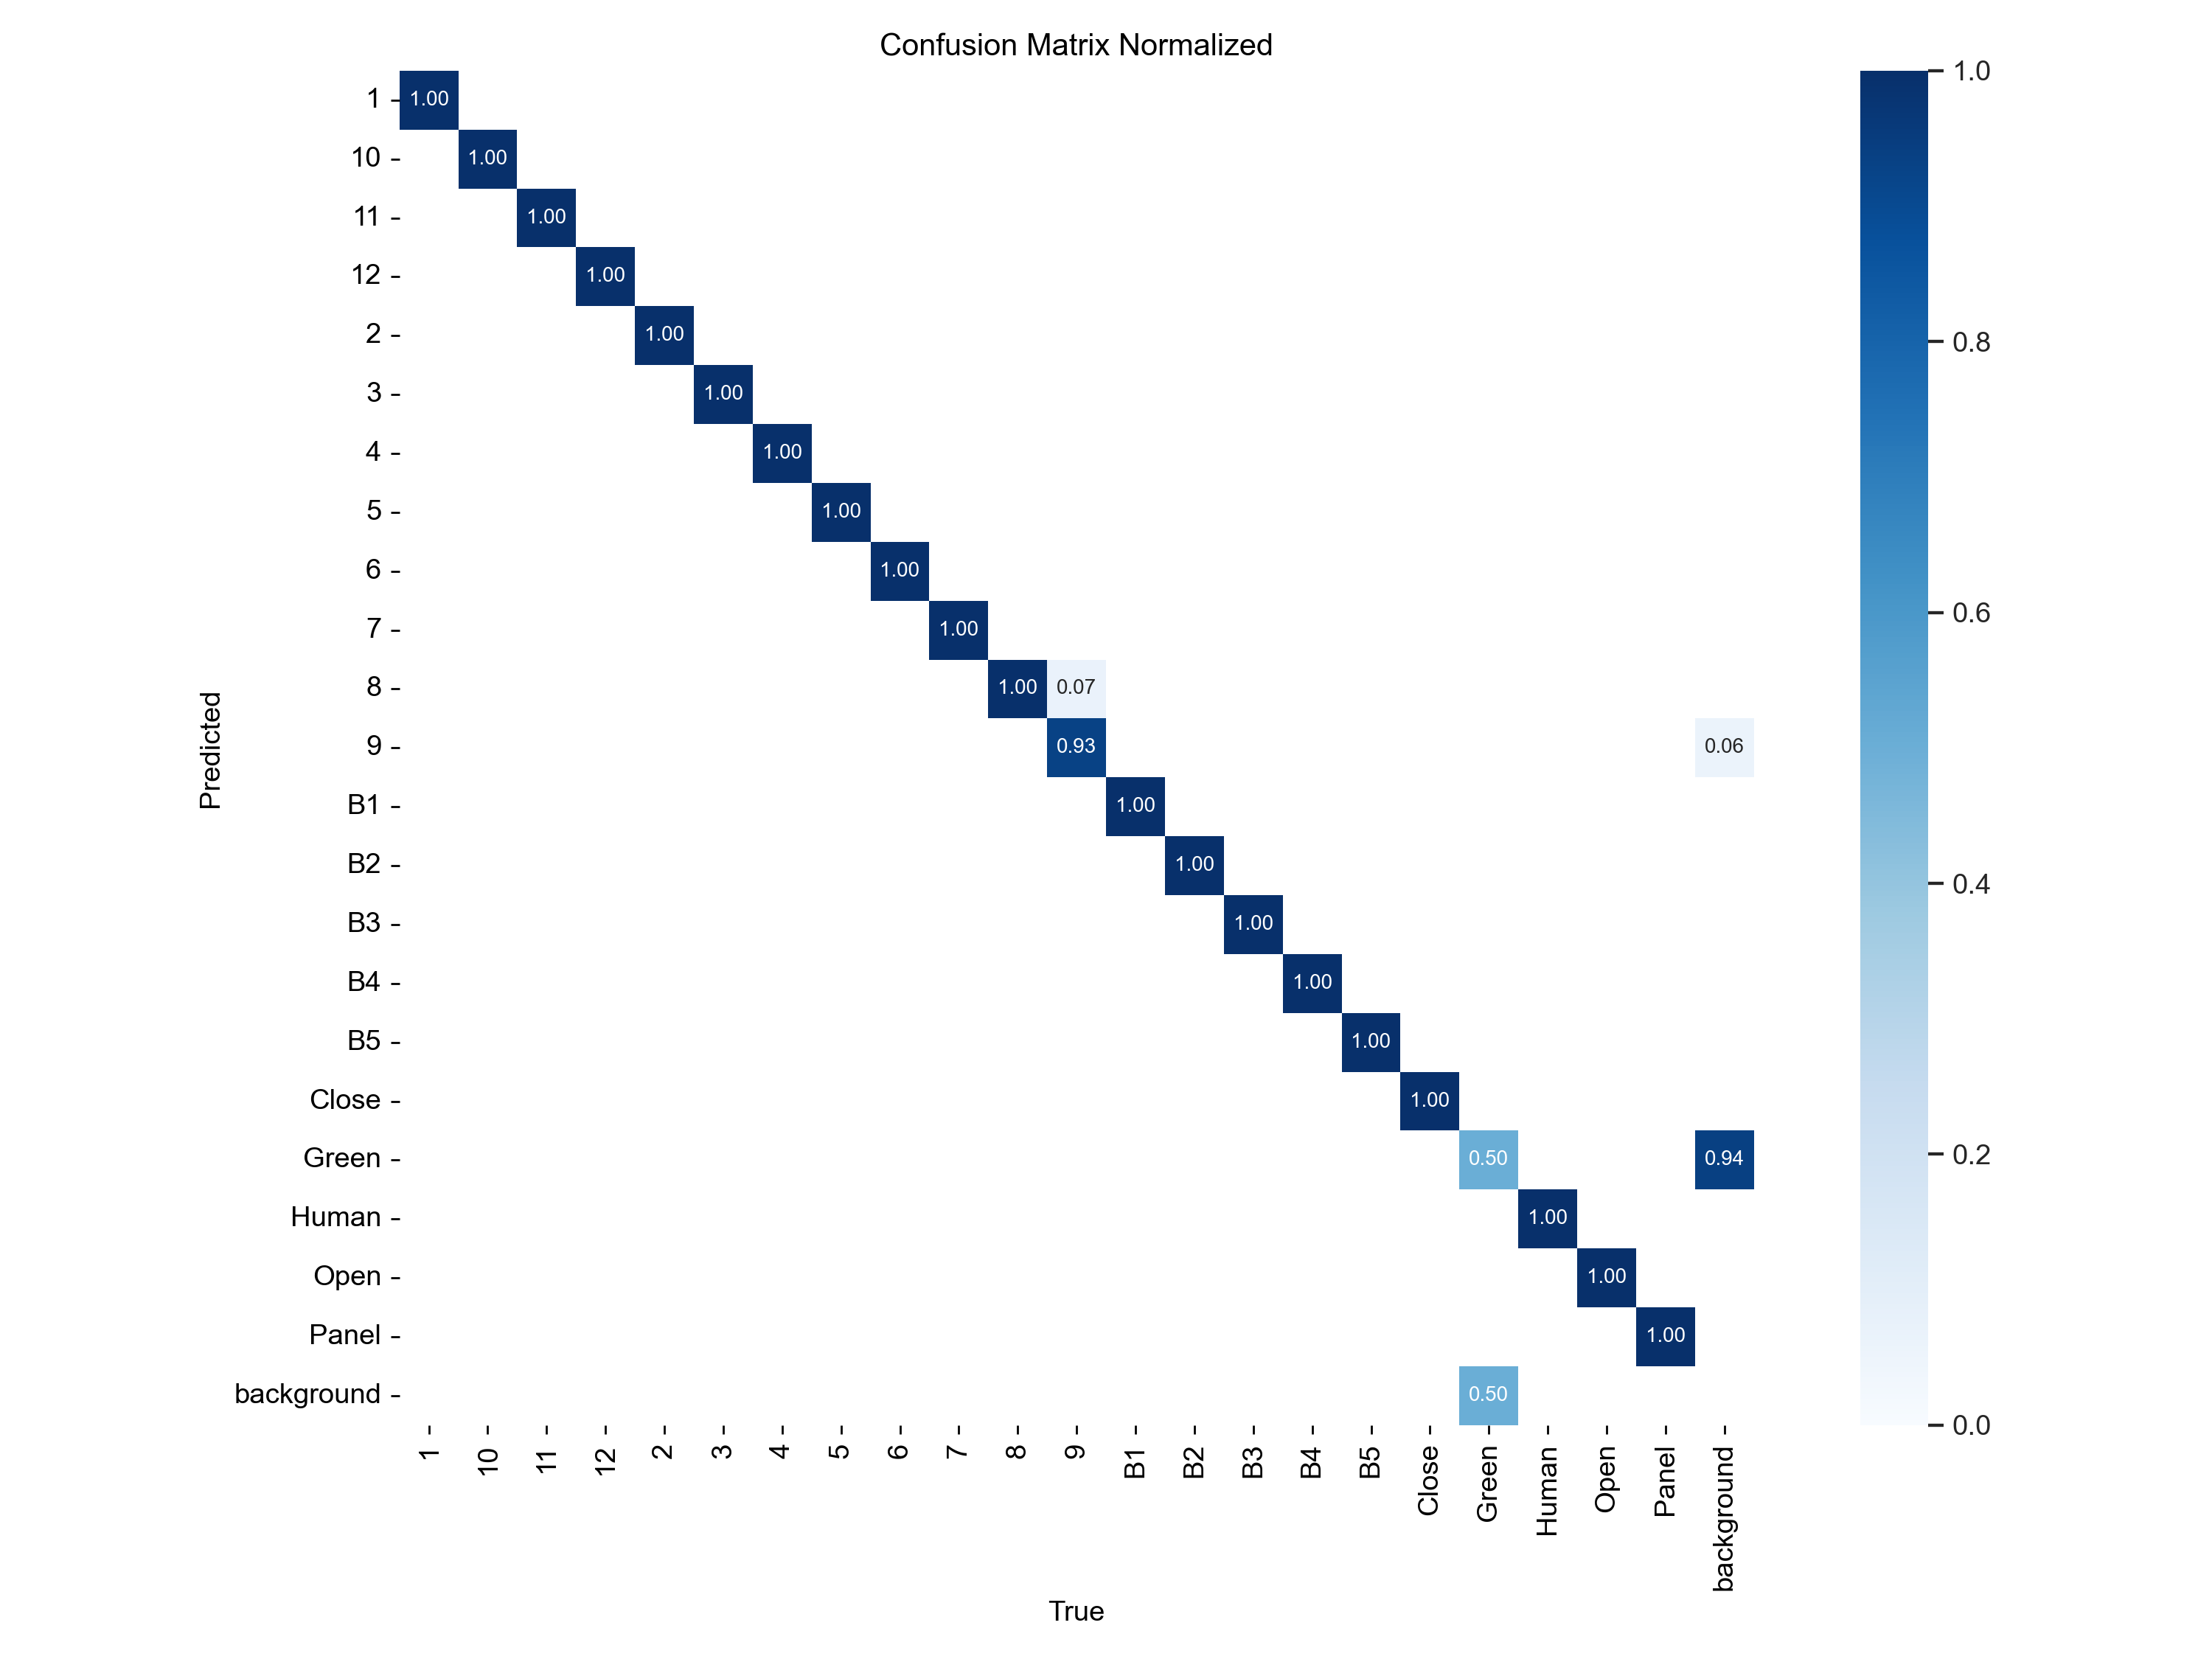 Confusion Matrix Normalized
1 1.00
10 1.00
11 1.00
12 1.00
2 1.00
3 1.00
4 1.00
5 1.00
6 1.00
7 1.00
8 1.00 0.07
9 0.93 0.06
B1 1.00
B2 1.00
B3 1.00
B4 1.00
B5 1.00
Close 1.00
Green 0.50 0.94
Human 1.00
Open 1.00
Panel 1.00
background 0.50
Predicted
1 10 11 12 2 3 4 5 6 7 8 9 B1 B2 B3 B4 B5 Close Green Human Open Panel background
True
1.0
0.8
0.6
0.4
0.2
0.0